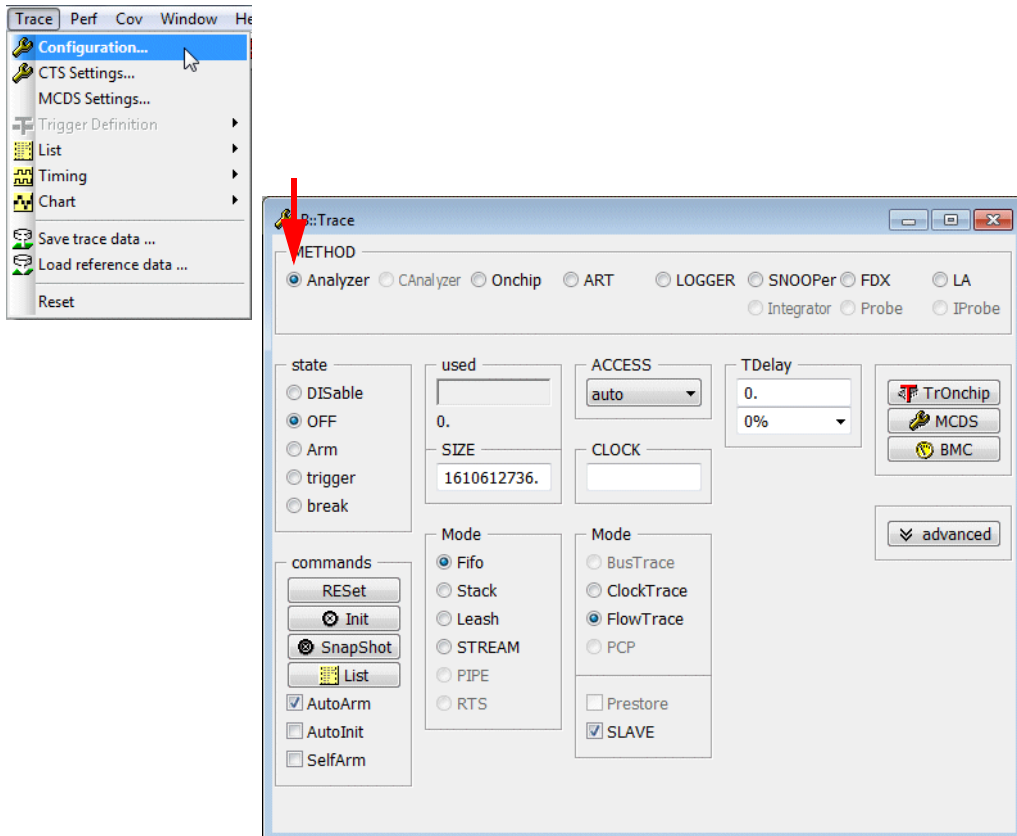 Trace Perf Cov Window He
Configuration...
CTS Settings...
MCDS Settings...
Trigger Definition
List
Timing
Chart
Save trace data ...
Load reference data ...
Reset
B::Trace
METHOD
Analyzer CAnalyzer Onchip ART LOGGER SNOOPer FDX LA
Integrator Probe IProbe
state
DISable
OFF
Arm
trigger
break
used
0.
SIZE
1610612736.
ACCESS
auto
CLOCK
TDelay
0.
0%
TrOnchip
MCDS
BMC
advanced
commands
RESet
Init
SnapShot
List
AutoArm
AutoInit
SelfArm
Mode
Fifo
Stack
Leash
STREAM
PIPE
RTS
Mode
BusTrace
ClockTrace
FlowTrace
PCP
Prestore
SLAVE